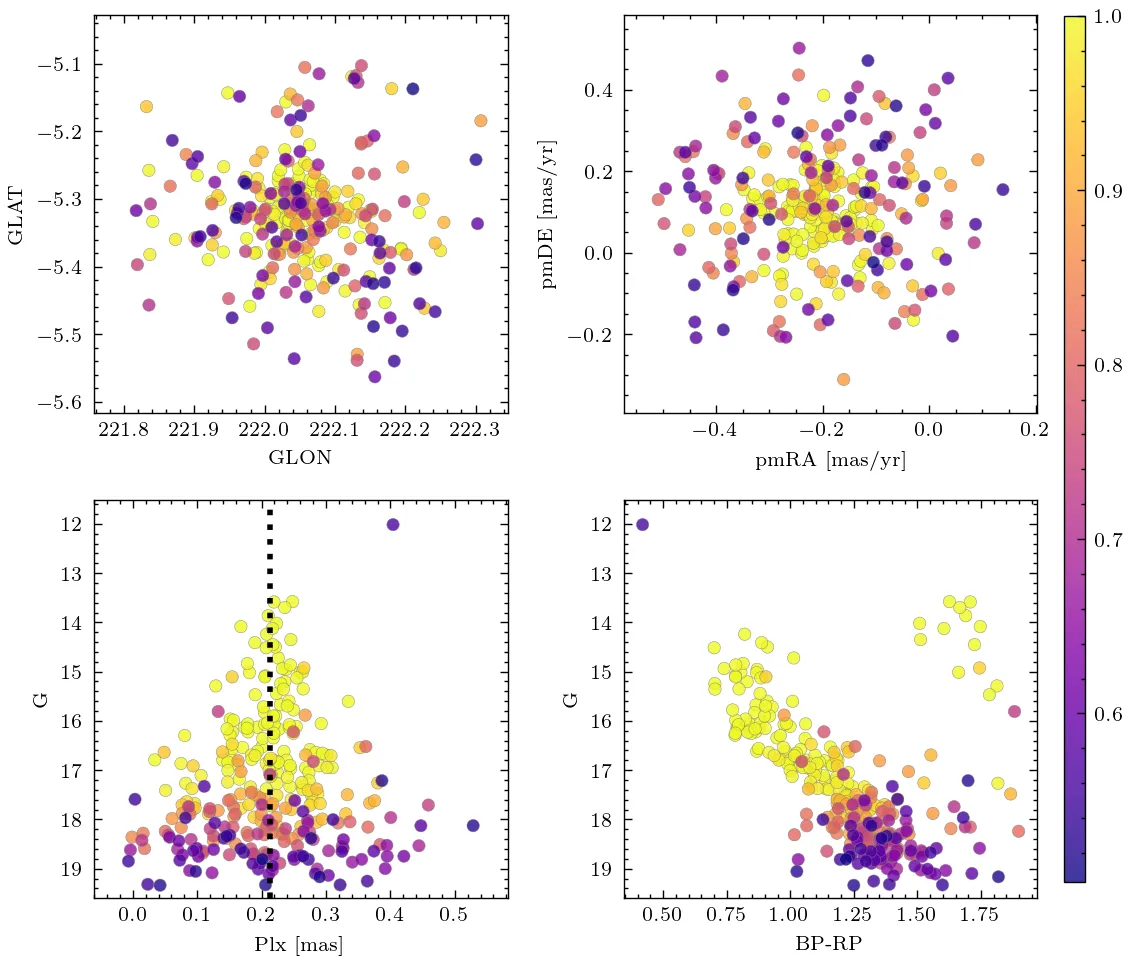 −5.1
−5.2
−5.3
−5.4
−5.5
−5.6
GLAT
221.8 221.9 222.0 222.1 222.2 222.3
GLON
0.4
0.2
0.0
−0.2
pmDE [mas/yr]
−0.4 −0.2 0.0 0.2
pmRA [mas/yr]
12
13
14
15
16
17
18
19
G
0.0 0.1 0.2 0.3 0.4 0.5
Plx [mas]
12
13
14
15
16
17
18
19
G
0.50 0.75 1.00 1.25 1.50 1.75
BP-RP
1.0
0.9
0.8
0.7
0.6